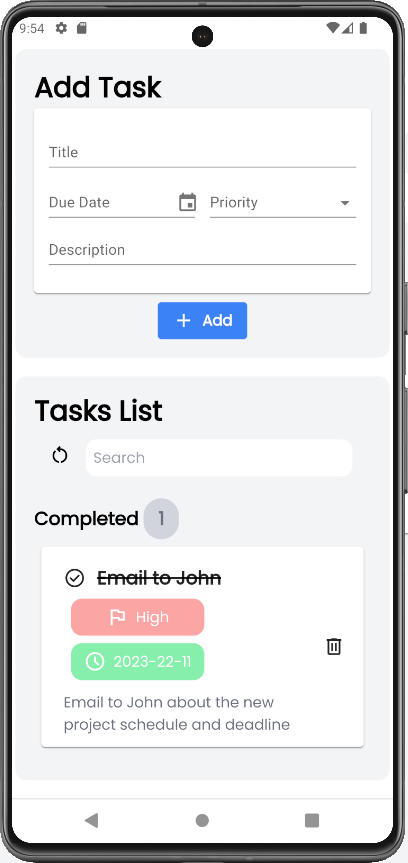 9:54
Add Task
Title
Due Date
Priority
Description
Add
Tasks List
Search
Completed 1
Email to John
High
2023-22-11
Email to John about the new
project schedule and deadline